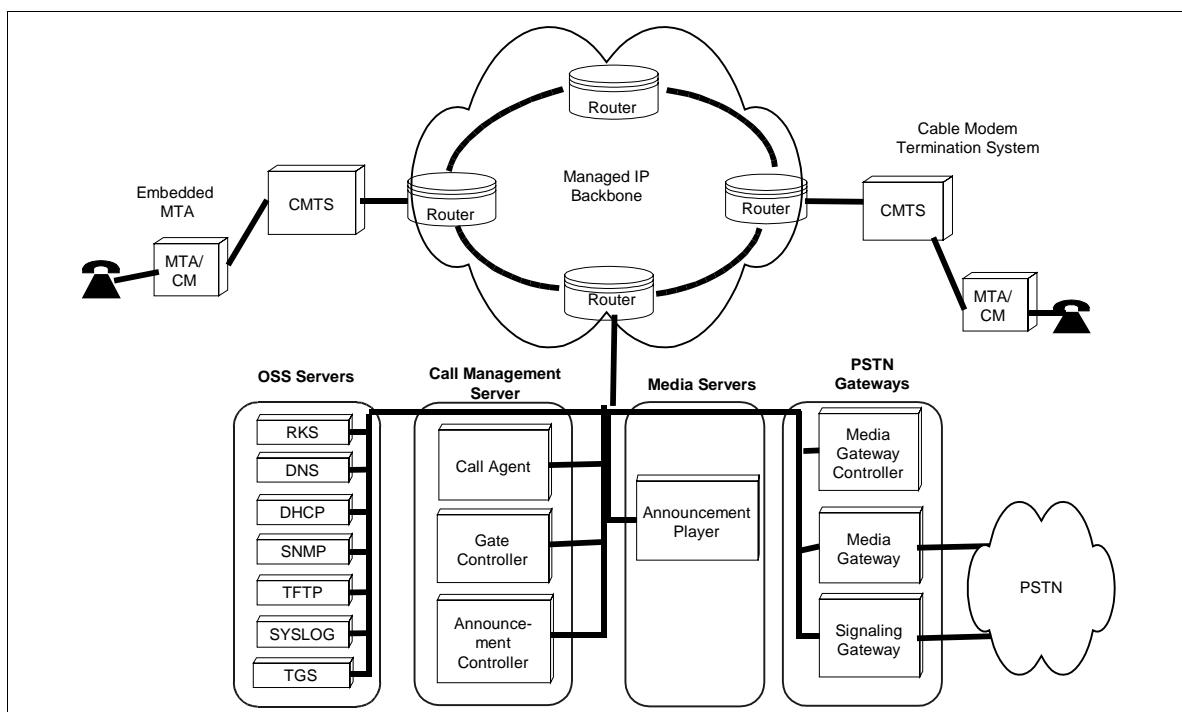 Router
Managed IP
Backbone
Cable Modem
Termination System
Embedded
MTA
CMTS
Router
Router
CMTS
MTA/
CM
Router
MTA/
CM
OSS Servers
Call Management
Server
Media Servers
PSTN
Gateways
RKS
DNS
DHCP
SNMP
TFTP
SYSLOG
TGS
Call Agent
Gate
Controller
Announce-
ment
Controller
Announcement
Player
Media
Gateway
Controller
Media
Gateway
Signaling
Gateway
PSTN